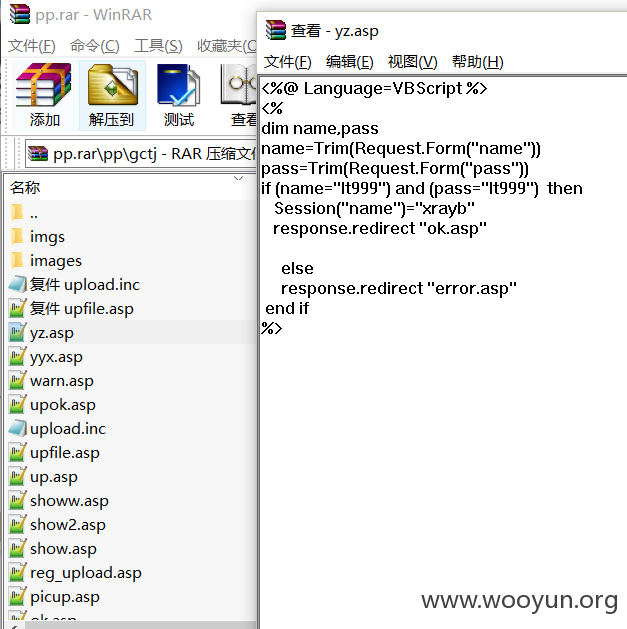 pp.rar - WinRAR
文件(F) 命令(C) 工具(S) 收藏夹(O
添加 解压到 测试 查看
pp.rar\pp\gctj - RAR 压缩文
名称
..
imgs
images
复件 upload.inc
复件 upfile.asp
yz.asp
yyx.asp
warn.asp
upok.asp
upload.inc
upfile.asp
up.asp
showw.asp
show2.asp
show.asp
reg_upload.asp
picup.asp
ok.asp
查看 - yz.asp
文件(F) 编辑(E) 视图(V) 帮助(H)
<%@ Language=VBScript %>
<%
dim name,pass
name=Trim(Request.Form("name"))
pass=Trim(Request.Form("pass"))
if (name="lt999") and (pass="lt999") then
Session("name")="xrayb"
response.redirect "ok.asp"
else
response.redirect "error.asp"
end if
%>
www.wooyun.org